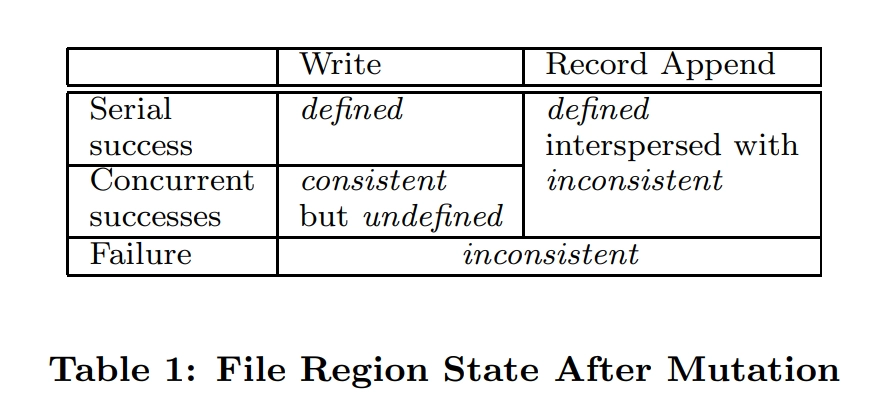 Write Record Append
Serial defined defined
success interspersed with
Concurrent consistent inconsistent
successes but undefined
Failure inconsistent
Table 1: File Region State After Mutation